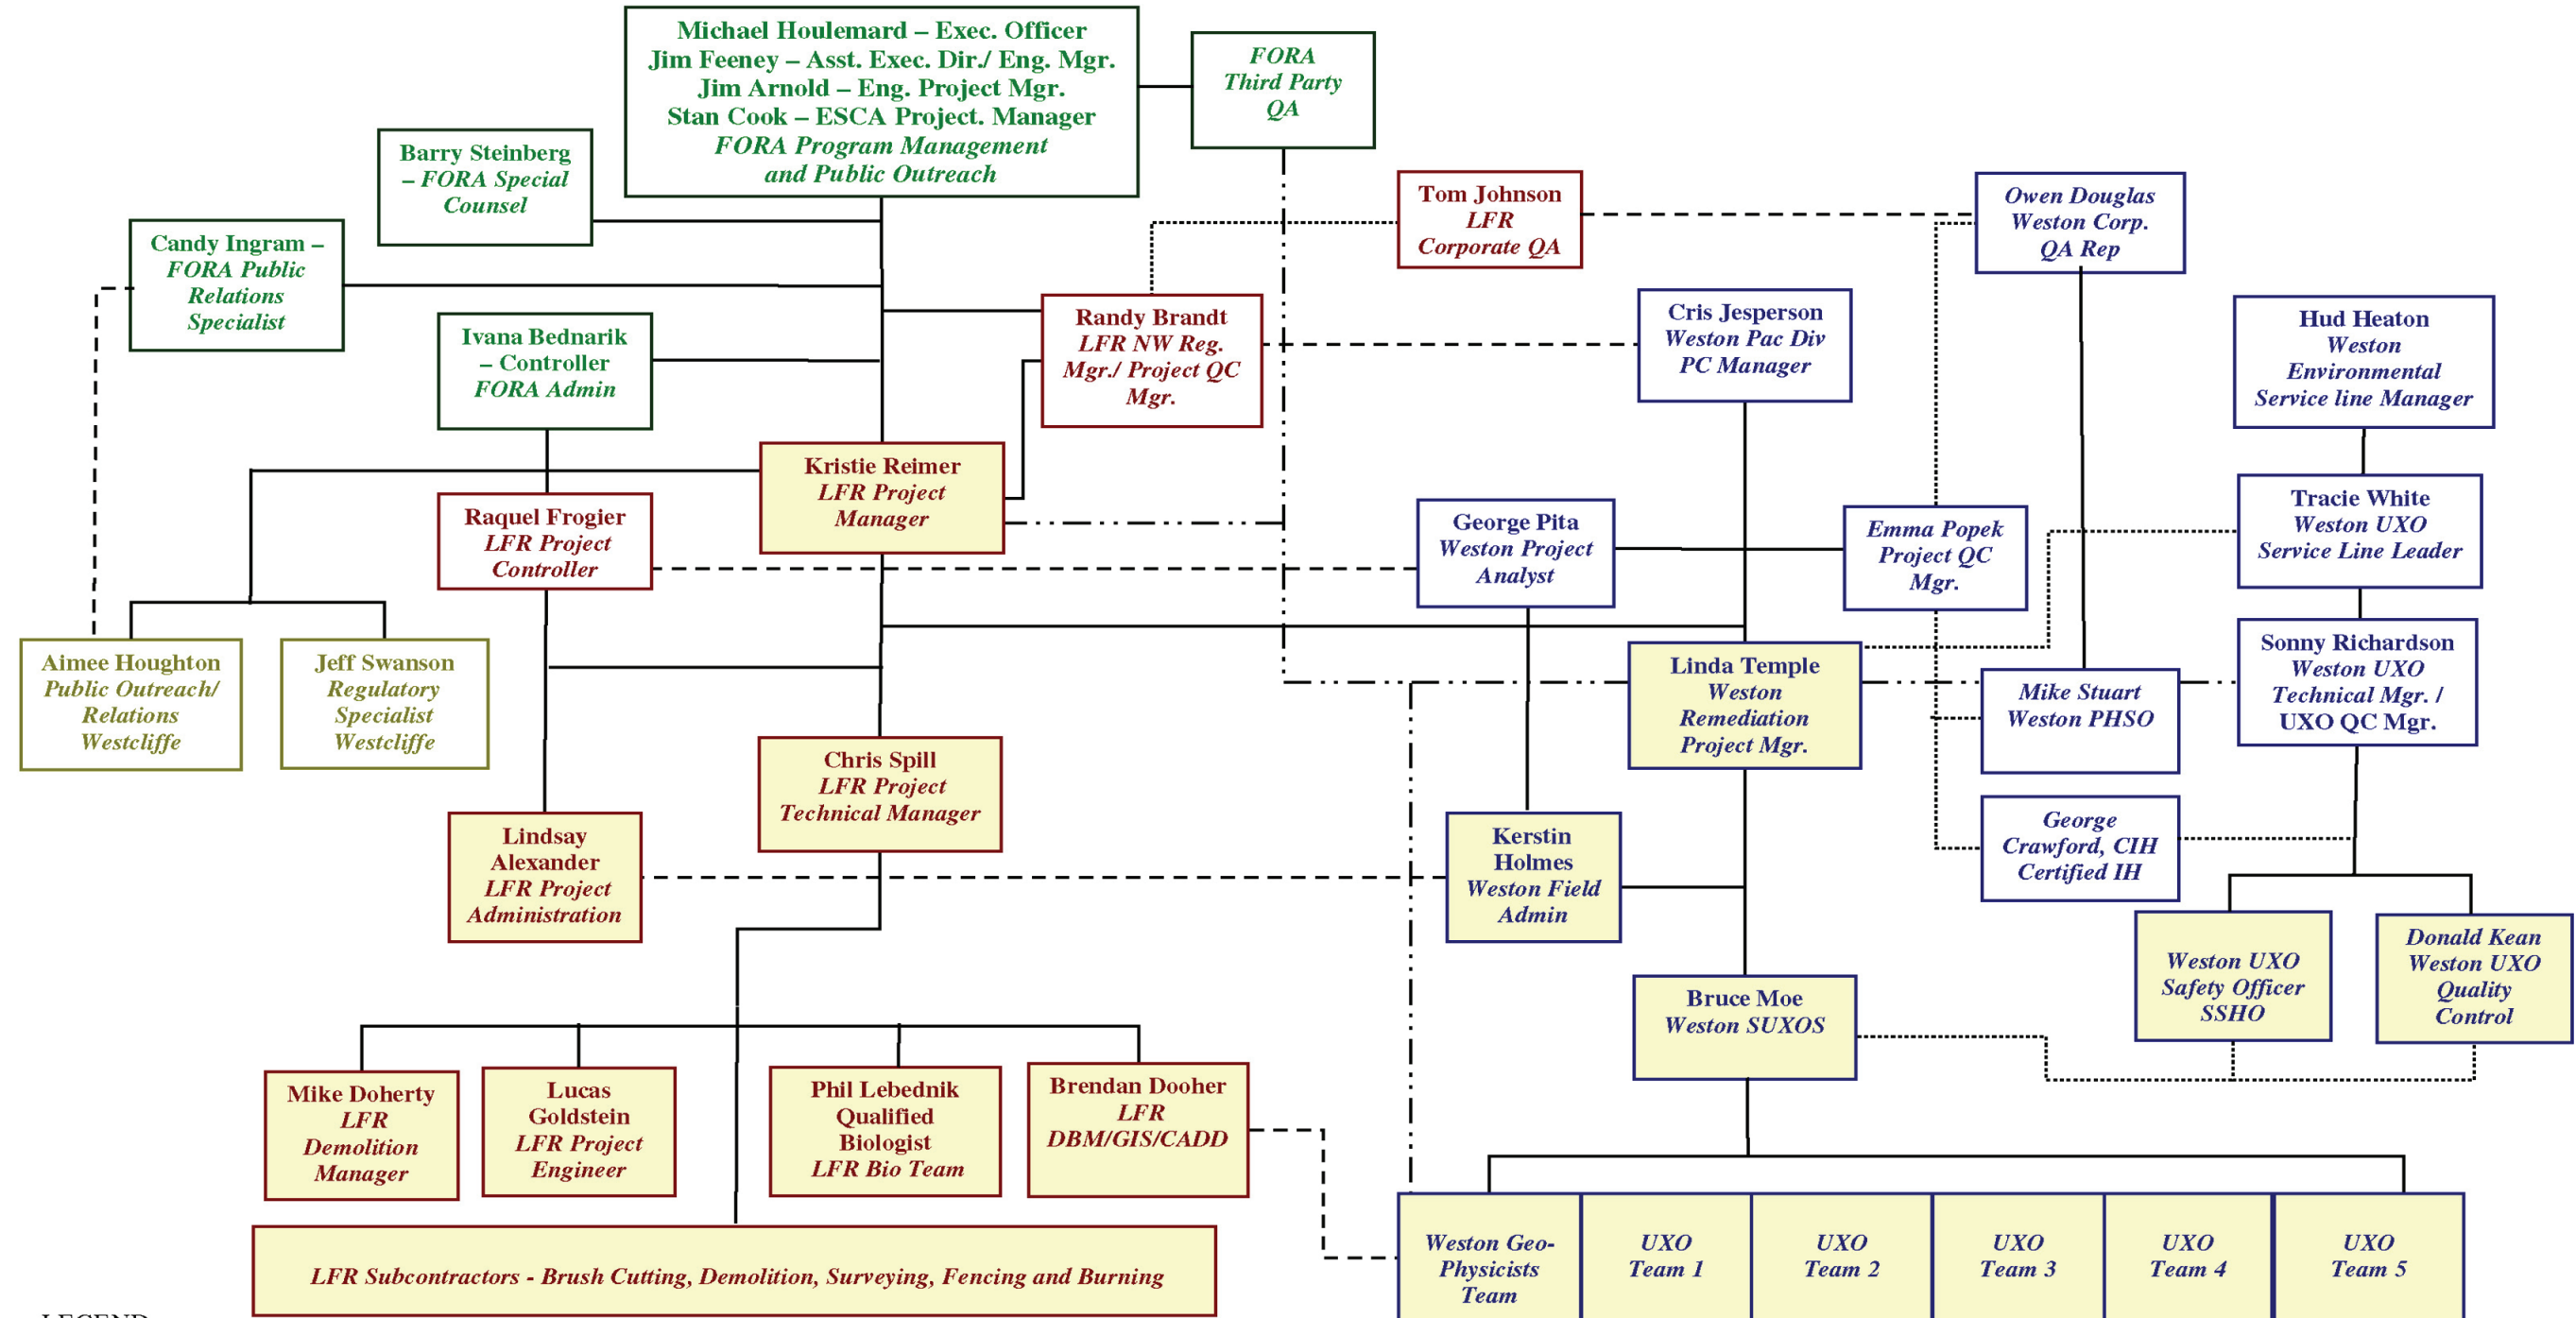 Michael Houlemard – Exec. Officer
Jim Feeney – Asst. Exec. Dir./ Eng. Mgr.
Jim Arnold – Eng. Project Mgr.
Stan Cook – ESCA Project. Manager
FORA Program Management
and Public Outreach
FORA
Third Party
QA
Barry Steinberg
– FORA Special
Counsel
Tom Johnson
LFR
Corporate QA
Owen Douglas
Weston Corp.
QA Rep
Candy Ingram –
FORA Public
Relations
Specialist
Ivana Bednarik
– Controller
FORA Admin
Randy Brandt
LFR NW Reg.
Mgr./ Project QC
Mgr.
Cris Jesperson
Weston Pac Div
PC Manager
Hud Heaton
Weston
Environmental
Service line Manager
Kristie Reimer
LFR Project
Manager
Raquel Frogier
LFR Project
Controller
George Pita
Weston Project
Analyst
Emma Popek
Project QC
Mgr.
Tracie White
Weston UXO
Service Line Leader
Aimee Houghton
Public Outreach/
Relations
Westcliffe
Jeff Swanson
Regulatory
Specialist
Westcliffe
Linda Temple
Weston
Remediation
Project Mgr.
Mike Stuart
Weston PHSO
Sonny Richardson
Weston UXO
Technical Mgr. /
UXO QC Mgr.
Chris Spill
LFR Project
Technical Manager
Lindsay
Alexander
LFR Project
Administration
Kerstin
Holmes
Weston Field
Admin
George
Crawford, CIH
Certified IH
Weston UXO
Safety Officer
SSHO
Donald Kean
Weston UXO
Quality
Control
Bruce Moe
Weston SUXOS
Mike Doherty
LFR
Demolition
Manager
Lucas
Goldstein
LFR Project
Engineer
Phil Lebednik
Qualified
Biologist
LFR Bio Team
Brendan Dooher
LFR
DBM/GIS/CADD
LFR Subcontractors - Brush Cutting, Demolition, Surveying, Fencing and Burning
Weston Geo-
Physicists
Team
UXO
Team 1
UXO
Team 2
UXO
Team 3
UXO
Team 4
UXO
Team 5
LEGEND